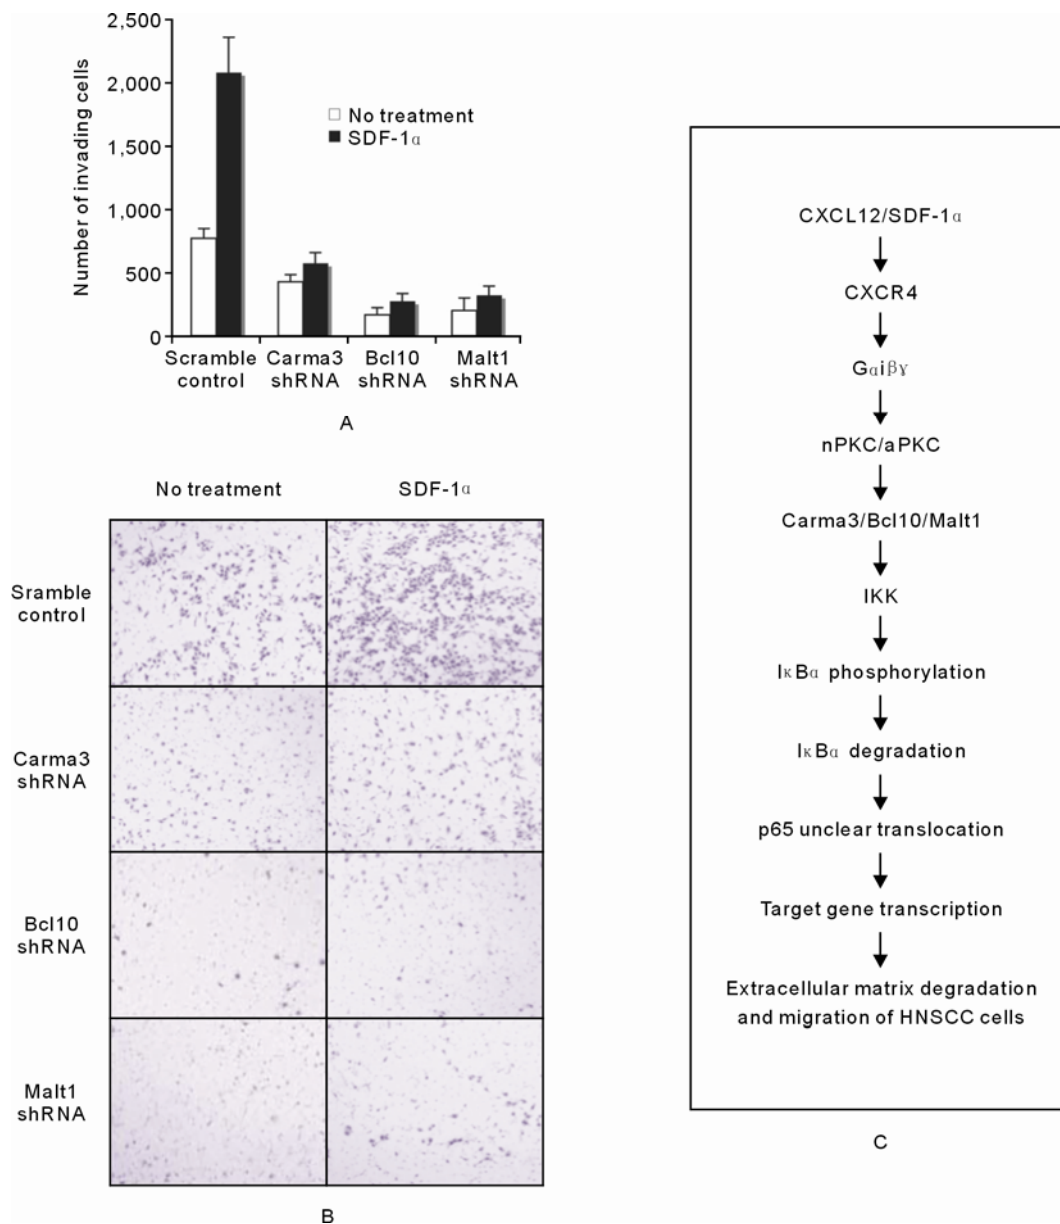 2,500
2,000
1,500
1,000
500
0
Number of invading cells
No treatment
SDF-1α
Scramble
control
Carma3
shRNA
Bcl10
shRNA
Malt1
shRNA
A
No treatment
SDF-1α
Sramble
control
Carma3
shRNA
Bcl10
shRNA
Malt1
shRNA
B
CXCL12/SDF-1α
CXCR4
Gαiβγ
nPKC/aPKC
Carma3/Bcl10/Malt1
IKK
IκBα phosphorylation
IκBα degradation
p65 unclear translocation
Target gene transcription
Extracellular matrix degradation
and migration of HNSCC cells
C